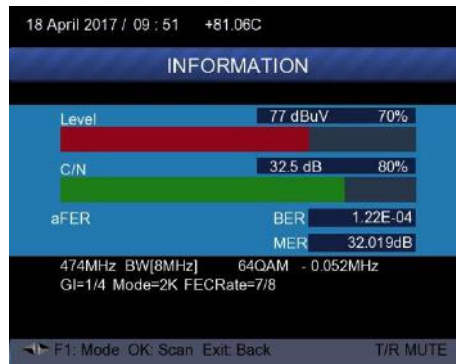 18 April 2017 / 09 : 51 +81.06C
INFORMATION
Level 77 dBuV 70%
C/N 32.5 dB 80%
aFER BER 1.22E-04
MER 32.019dB
474MHz BW[8MHz] 64QAM - 0.052MHz
GI=1/4 Mode=2K FECRate=7/8
F1: Mode OK: Scan Exit: Back T/R MUTE